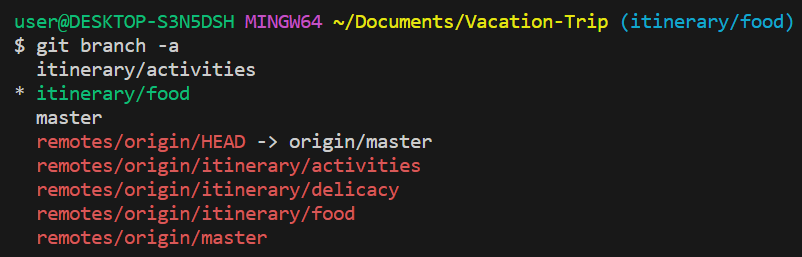 user@DESKTOP-S3N5DSH MINGW64 ~/Documents/Vacation-Trip (itinerary/food)
$ git branch -a
  itinerary/activities
* itinerary/food
  master
  remotes/origin/HEAD -> origin/master
  remotes/origin/itinerary/activities
  remotes/origin/itinerary/delicacy
  remotes/origin/itinerary/food
  remotes/origin/master